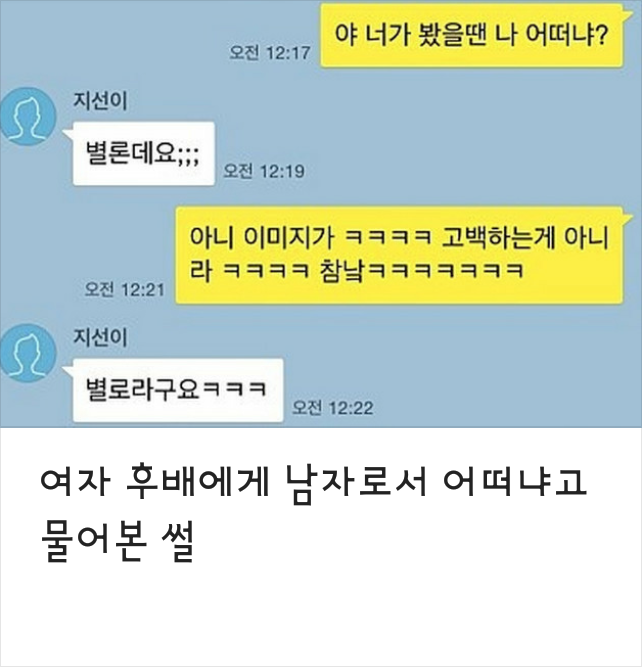 야 너가 봤을땐 나 어떠냐?
오전 12:17
지선이
별론데요;;;
오전 12:19
아니 이미지가 ㅋㅋㅋㅋ 고백하는게 아니
라 ㅋㅋㅋㅋ 참낰ㅋㅋㅋㅋㅋㅋㅋ
오전 12:21
지선이
별로라구요ㅋㅋㅋ
오전 12:22
여자 후배에게 남자로서 어떠냐고
물어본 썰